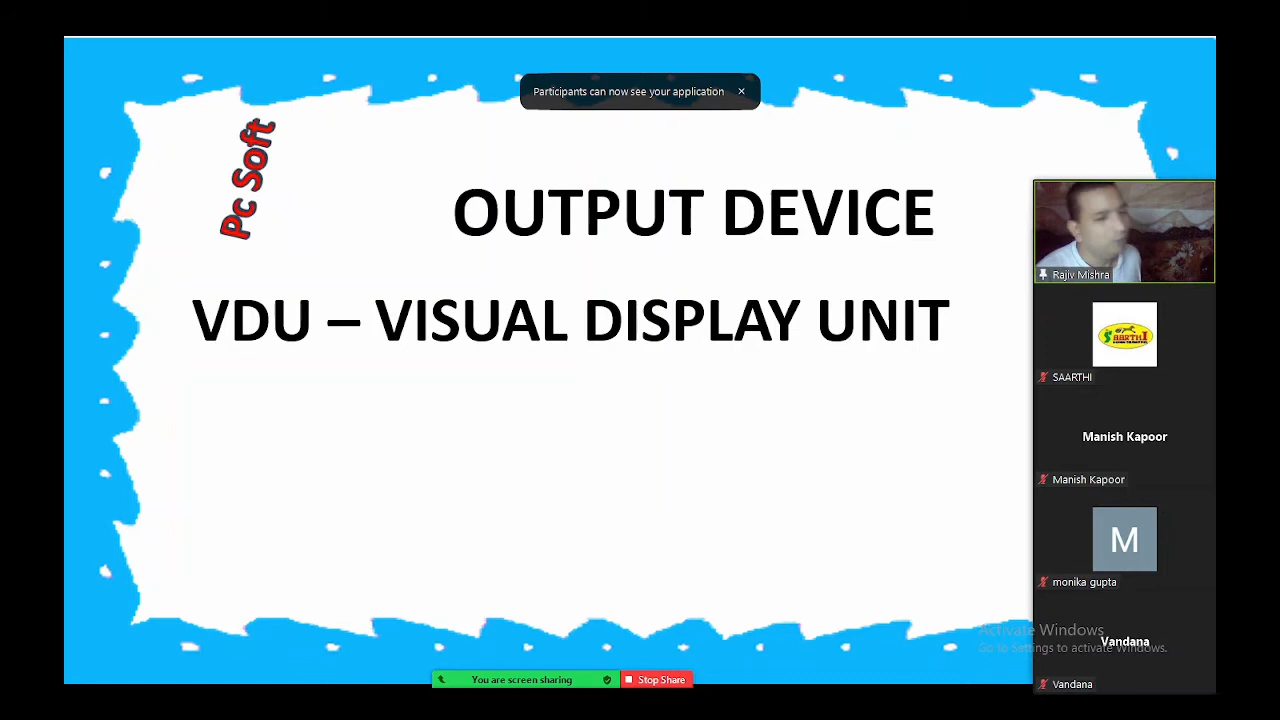 Participants can now see your application
Pc Soft
OUTPUT DEVICE
VDU – VISUAL DISPLAY UNIT
Rajiv Mishra
SAARTHI
SAARTHI
Manish Kapoor
Manish Kapoor
M
monika gupta
Activate Windows
Go to Settings to activate Windows.
Vandana
Vandana
You are screen sharing
Stop Share